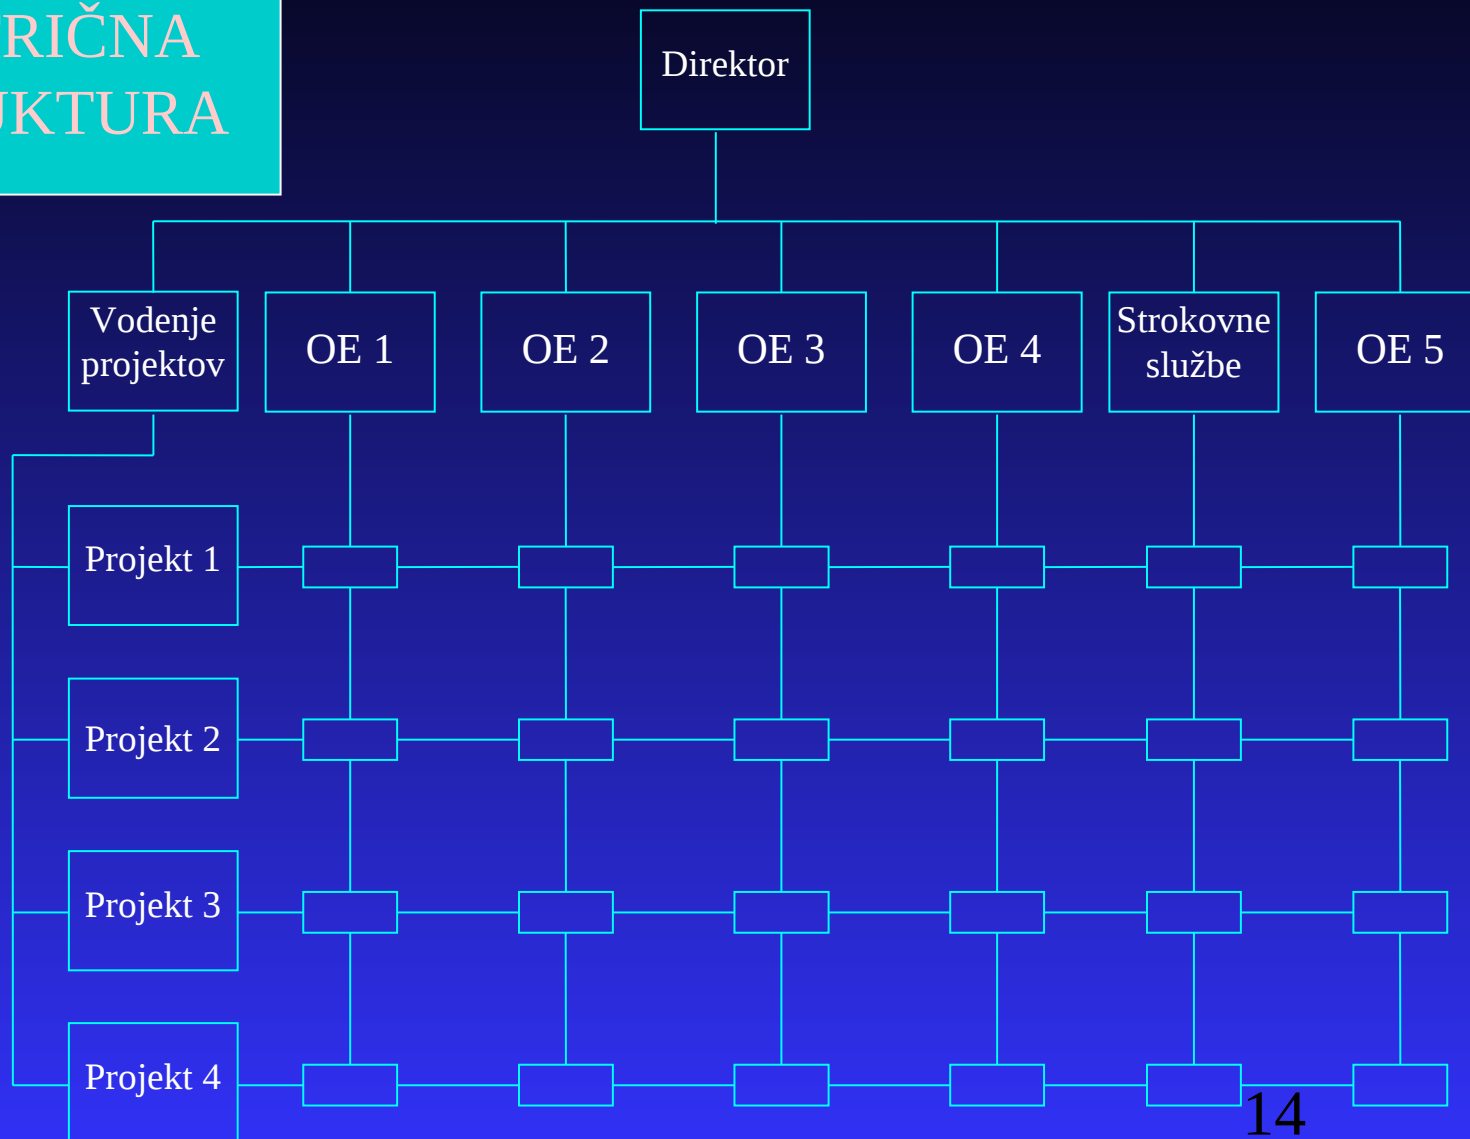 RIČNA
UKTURA
Direktor
Vodenje
projektov
OE 1
OE 2
OE 3
OE 4
Strokovne
službe
OE 5
Projekt 1
Projekt 2
Projekt 3
Projekt 4
14